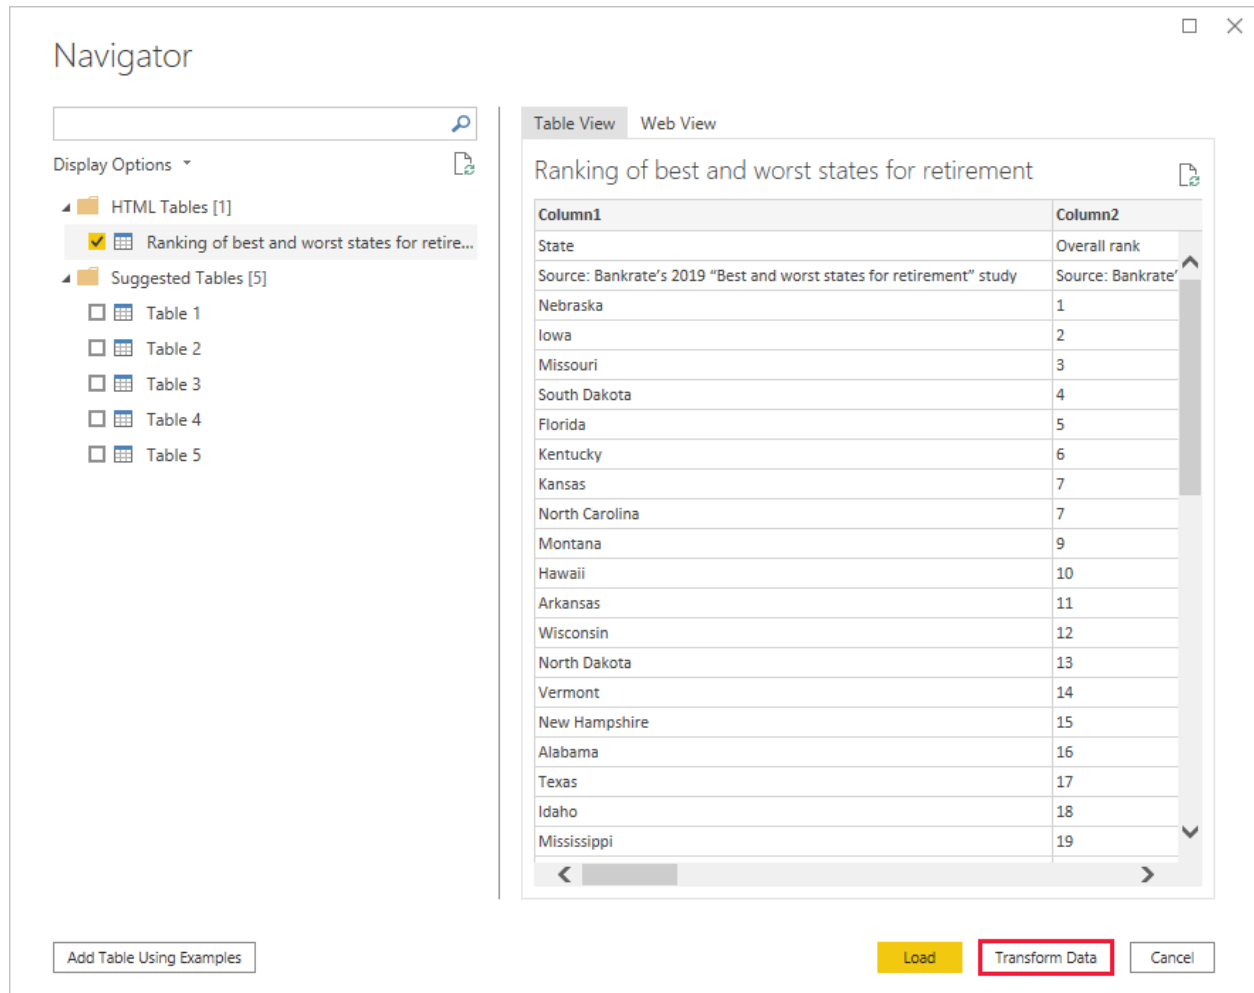 Navigator
Display Options
HTML Tables [1]
Ranking of best and worst states for retire...
Suggested Tables [5]
Table 1
Table 2
Table 3
Table 4
Table 5
Table View Web View
Ranking of best and worst states for retirement
Column1 Column2
State Overall rank
Source: Bankrate’s 2019 “Best and worst states for retirement” study Source: Bankrate’
Nebraska 1
Iowa 2
Missouri 3
South Dakota 4
Florida 5
Kentucky 6
Kansas 7
North Carolina 7
Montana 9
Hawaii 10
Arkansas 11
Wisconsin 12
North Dakota 13
Vermont 14
New Hampshire 15
Alabama 16
Texas 17
Idaho 18
Mississippi 19
Add Table Using Examples Load Transform Data Cancel